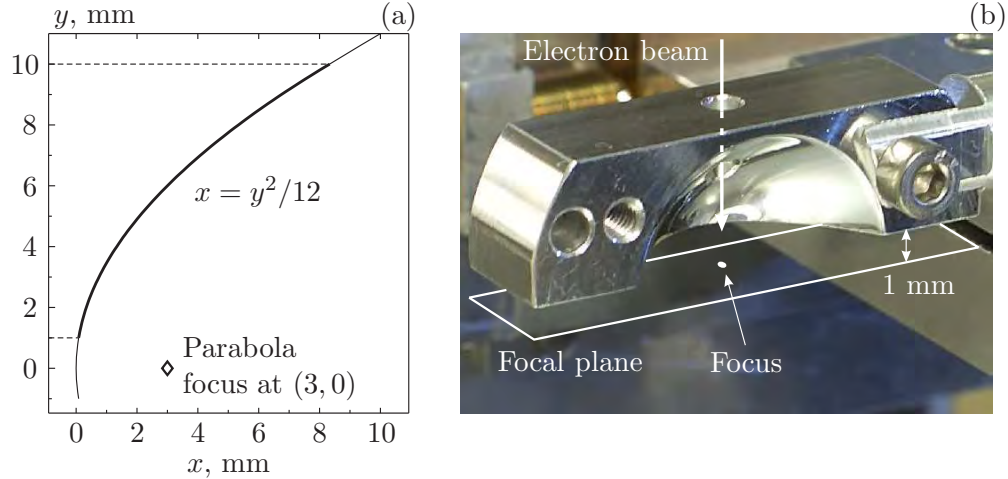 y, mm
(a)
10
8
6
4
2
0
x = y²/12
Parabola
focus at (3, 0)
0 2 4 6 8 10
x, mm
(b)
Electron beam
1 mm
Focal plane
Focus